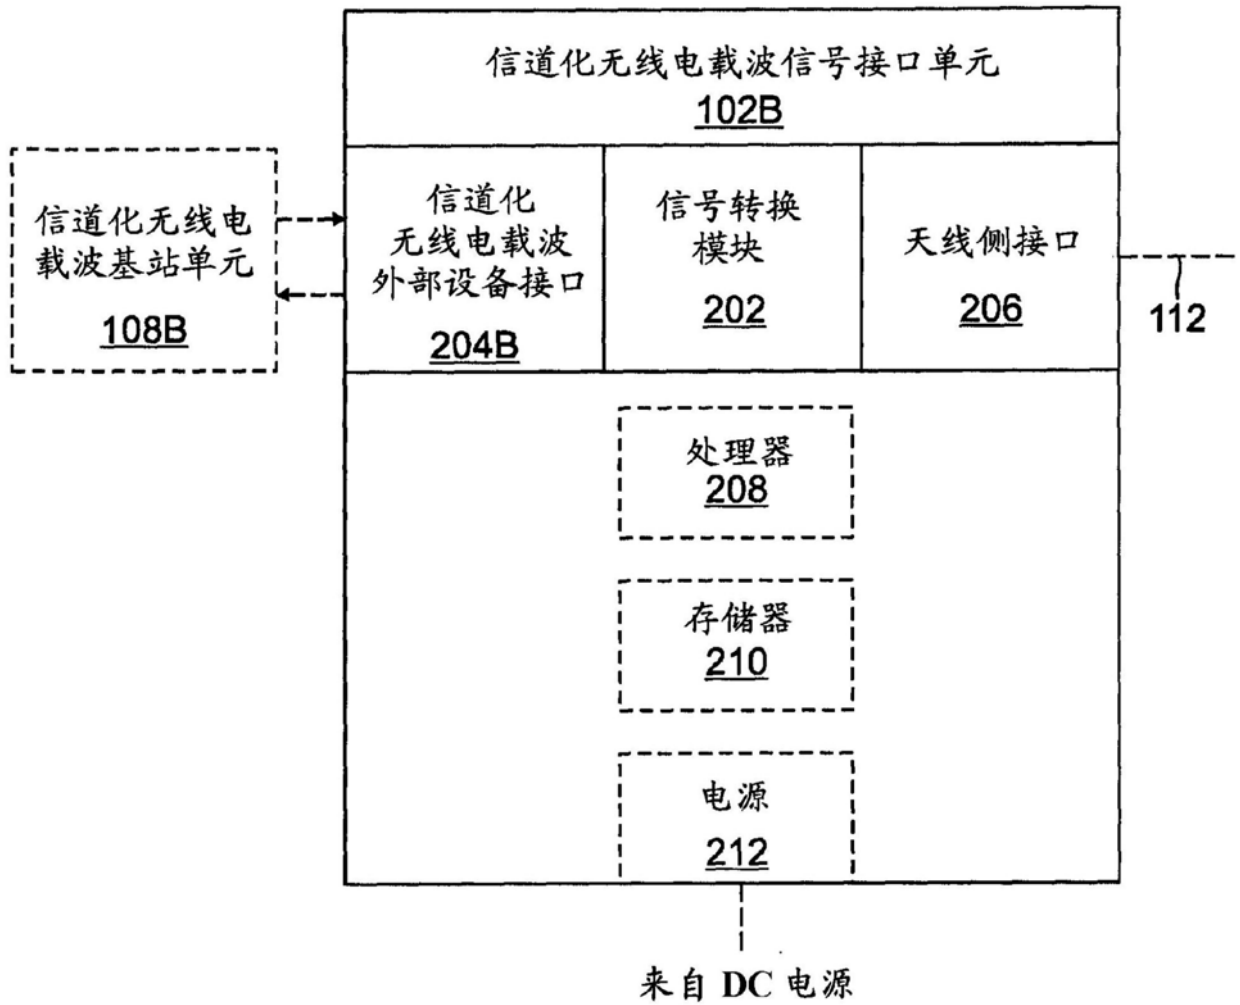 信道化无线电载波信号接口单元
102B
信道化无线电
载波基站单元
108B
信道化
无线电载波
外部设备接口
204B
信号转换
模块
202
天线侧接口
206
112
处理器
208
存储器
210
电源
212
来自 DC 电源